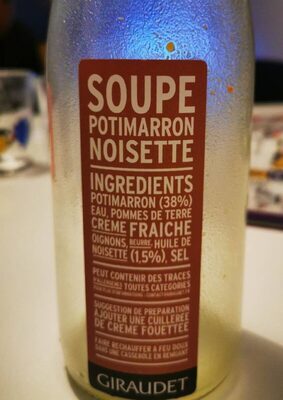 SOUPE
POTIMARRON
NOISETTE
INGREDIENTS
POTIMARRON (38%)
EAU, POMMES DE TERRE
CRÈME FRAICHE
OIGNONS, BEURRE, HUILE DE
NOISETTE (1,5%), SEL
PEUT CONTENIR DES TRACES
D'ALLERGÈNES TOUTES CATEGORIES
SUGGESTION DE PREPARATION
AJOUTER UNE CUILLEREE
DE CREME FOUETTEE
FAIRE RECHAUFFER A FEU DOUX
DANS UNE CASSEROLE EN REMUANT
GIRAUDET